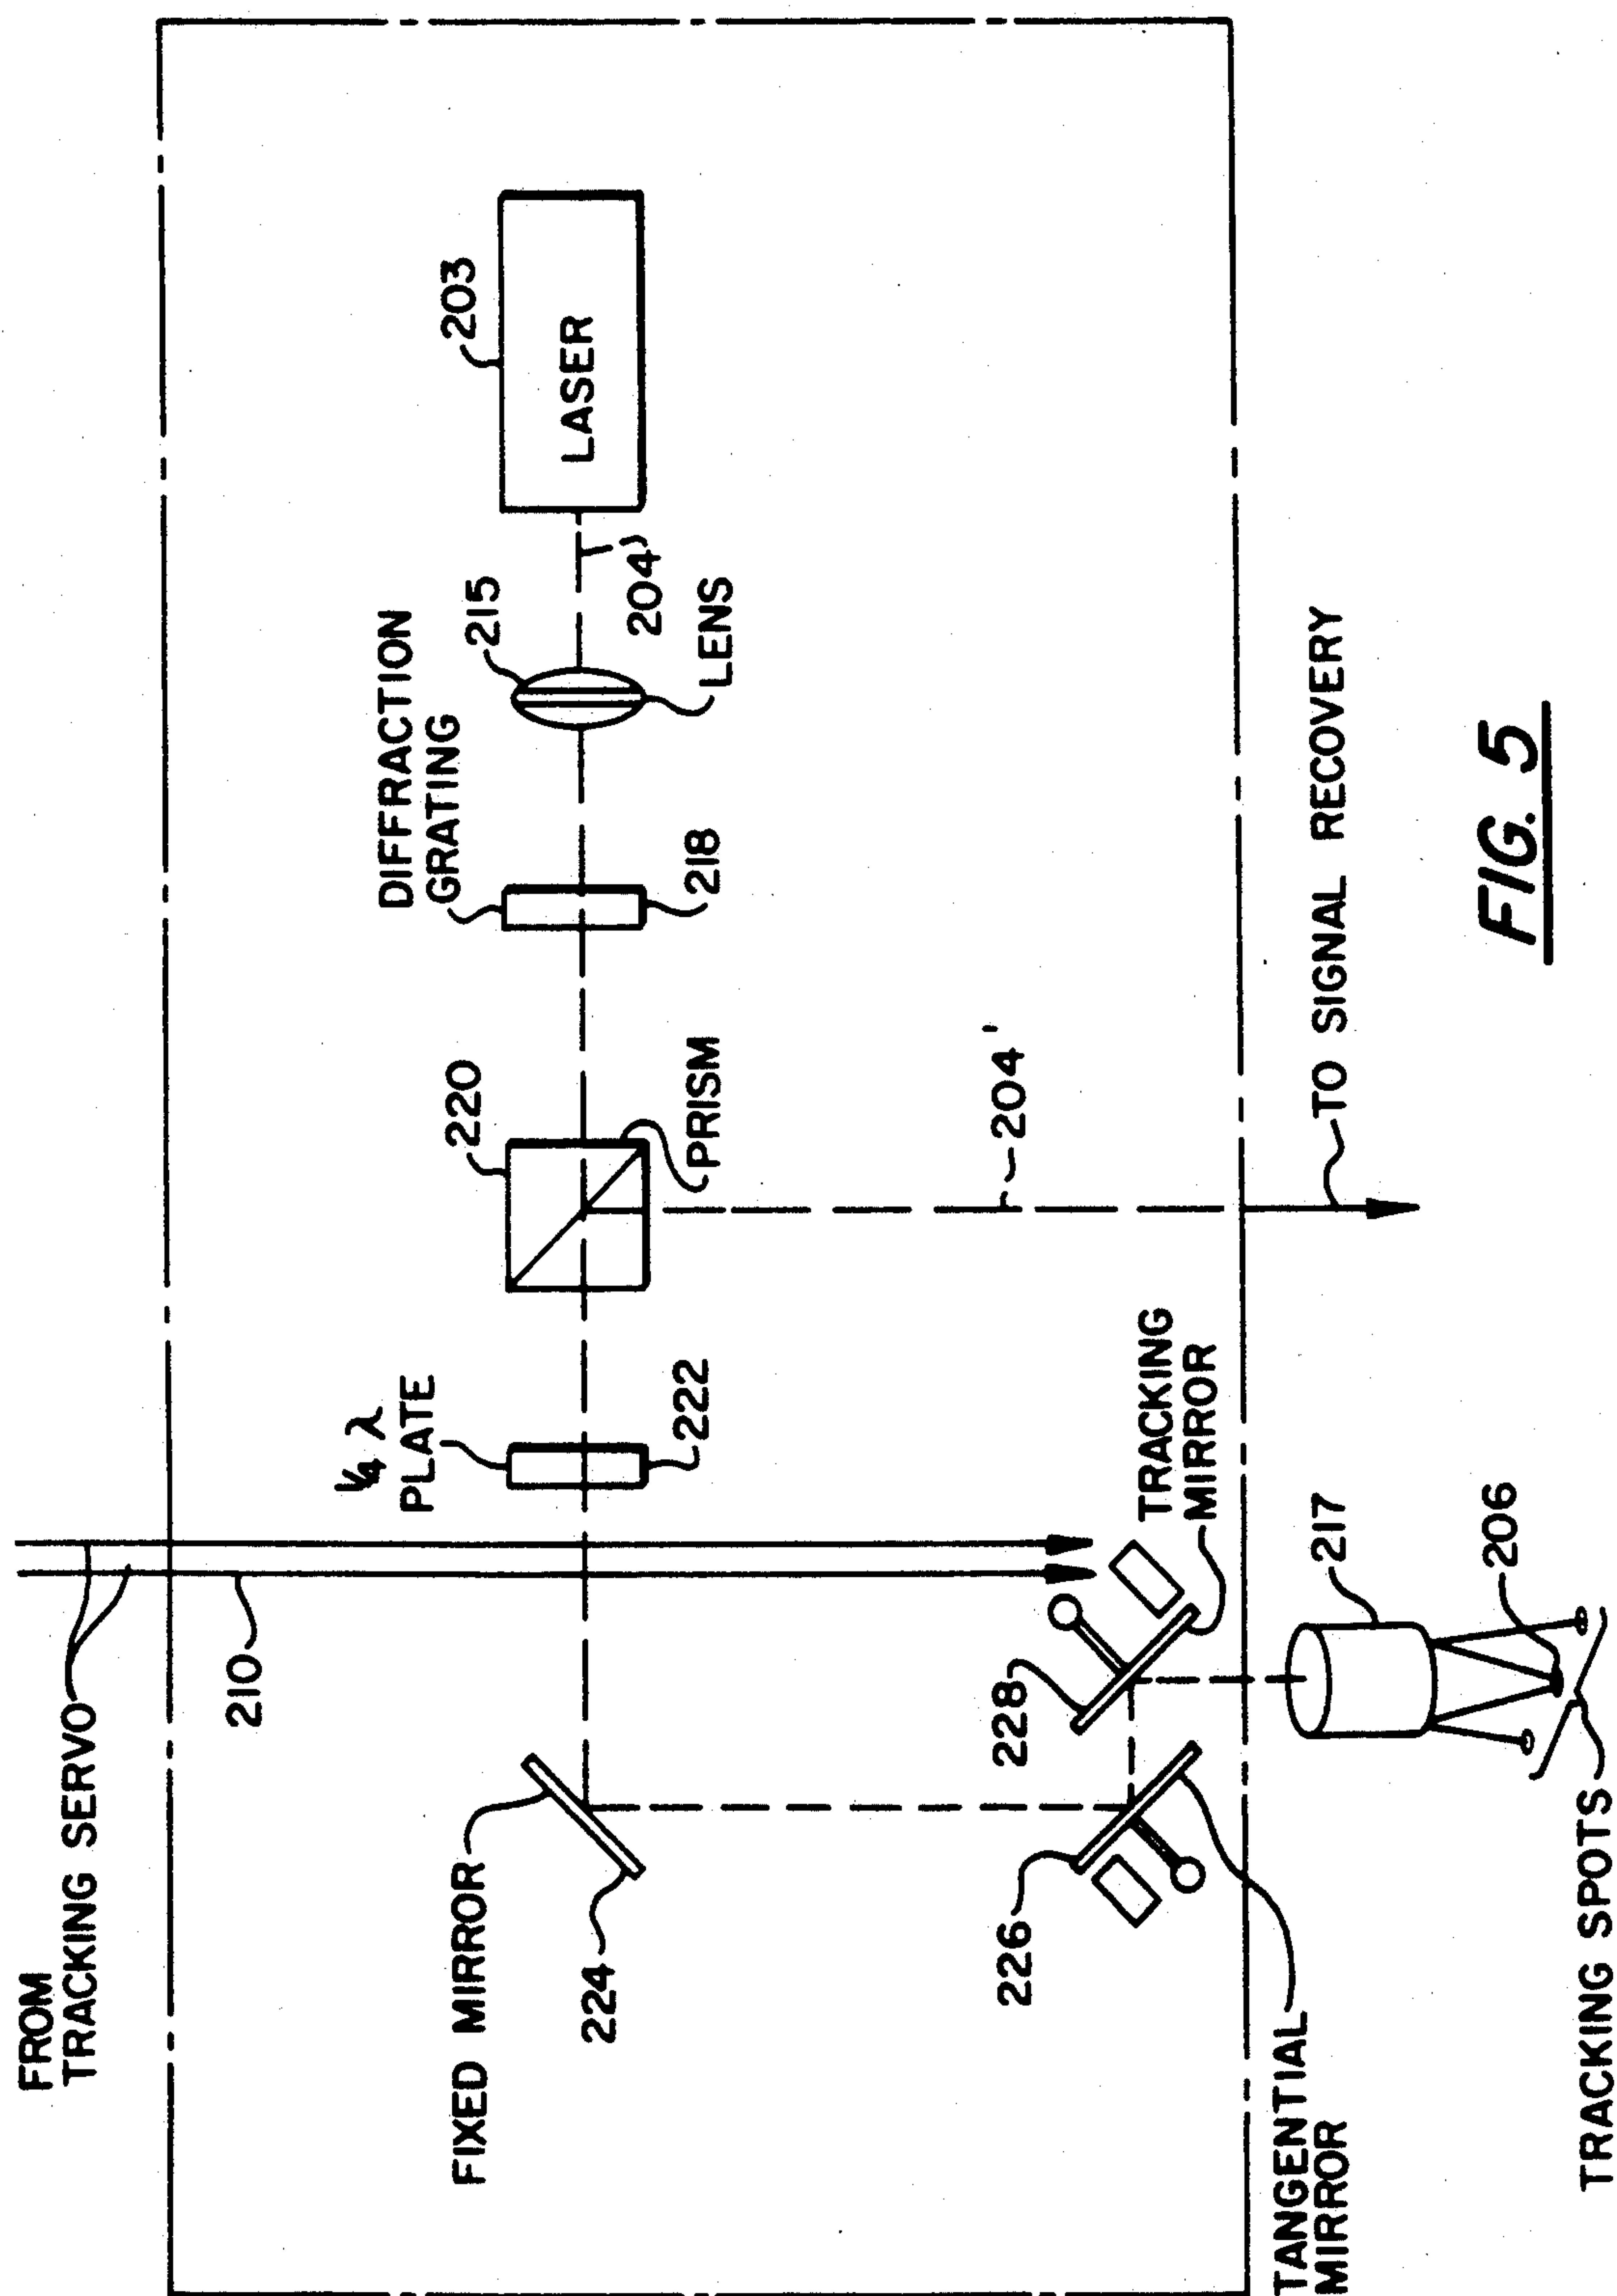 FROM
TRACKING SERVO
210
FIXED MIRROR
224
1/4 λ
PLATE
222
220
PRISM
DIFFRACTION
GRATING
218
215
LENS
204
203
LASER
204'
226
228
TANGENTIAL
MIRROR
TRACKING
MIRROR
217
206
TRACKING SPOTS
TO SIGNAL RECOVERY
FIG. 5